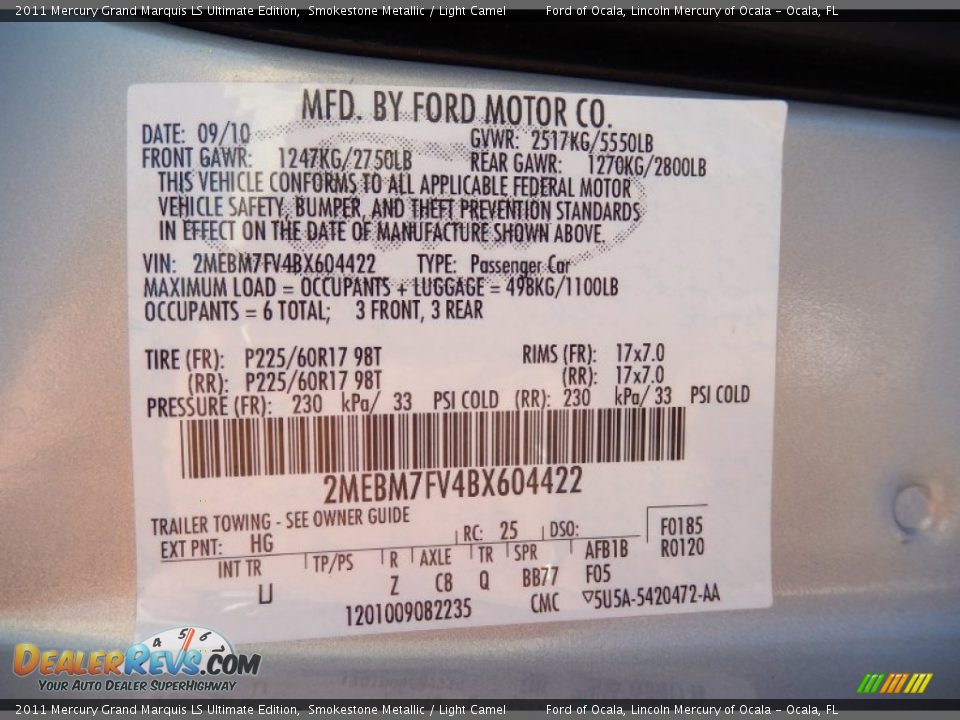 2011 Mercury Grand Marquis LS Ultimate Edition, Smokestone Metallic / Light Camel Ford of Ocala, Lincoln Mercury of Ocala - Ocala, FL
MFD. BY FORD MOTOR CO.
DATE: 09/10 GVWR: 2517KG/5550LB
FRONT GAWR: 1247KG/2750LB REAR GAWR: 1270KG/2800LB
THIS VEHICLE CONFORMS TO ALL APPLICABLE FEDERAL MOTOR
VEHICLE SAFETY, BUMPER, AND THEFT PREVENTION STANDARDS
IN EFFECT ON THE DATE OF MANUFACTURE SHOWN ABOVE.
VIN: 2MEBM7FV4BX604422 TYPE: Passenger Car
MAXIMUM LOAD = OCCUPANTS + LUGGAGE = 498KG/1100LB
OCCUPANTS = 6 TOTAL; 3 FRONT, 3 REAR
TIRE (FR): P225/60R17 98T RIMS (FR): 17x7.0
(RR): P225/60R17 98T (RR): 17x7.0
PRESSURE (FR): 230 kPa/ 33 PSI COLD (RR): 230 kPa/ 33 PSI COLD
2MEBM7FV4BX604422
TRAILER TOWING - SEE OWNER GUIDE
EXT PNT: HG RC: 25 DSO: F0185
INT TR TP/PS R AXLE TR SPR AFB1B R0120
U Z C8 Q BB77 F05
1201009082235 CMC ▽5U5A-5420472-AA
4 5 6
DealerRevs.com
Your Auto Dealer SuperHighway
2011 Mercury Grand Marquis LS Ultimate Edition, Smokestone Metallic / Light Camel Ford of Ocala, Lincoln Mercury of Ocala - Ocala, FL